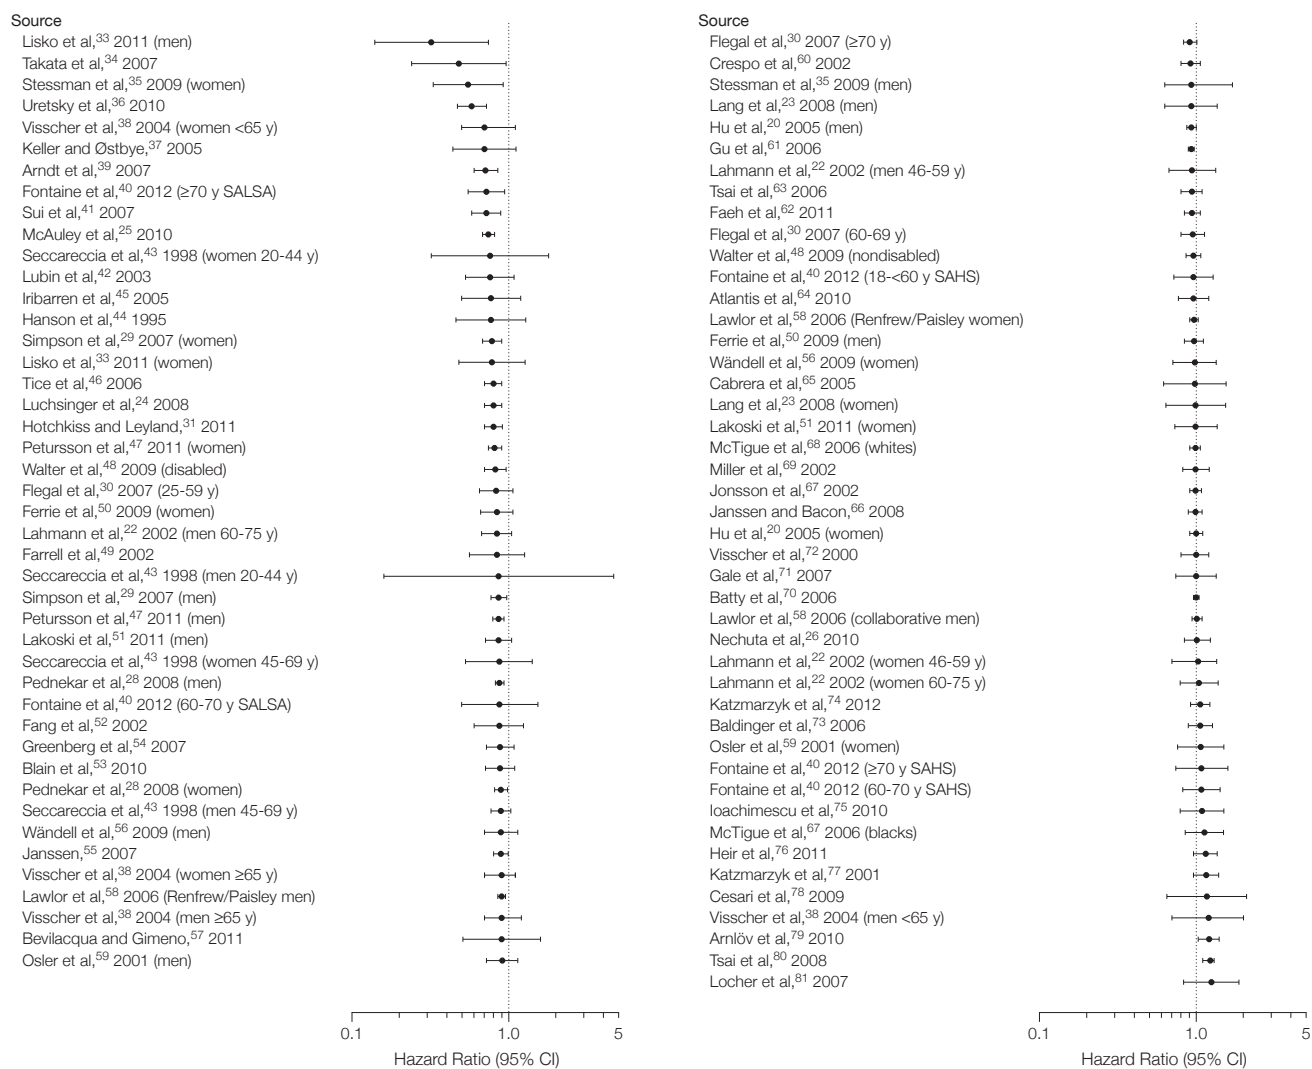 Source
Lisko et al,33 2011 (men)
Takata et al,34 2007
Stessman et al,35 2009 (women)
Uretsky et al,36 2010
Visscher et al,38 2004 (women <65 y)
Keller and Østbye,37 2005
Arndt et al,39 2007
Fontaine et al,40 2012 (≥70 y SALSA)
Sui et al,41 2007
McAuley et al,25 2010
Seccareccia et al,43 1998 (women 20-44 y)
Lubin et al,42 2003
Iribarren et al,45 2005
Hanson et al,44 1995
Simpson et al,29 2007 (women)
Lisko et al,33 2011 (women)
Tice et al,46 2006
Luchsinger et al,24 2008
Hotchkiss and Leyland,31 2011
Petursson et al,47 2011 (women)
Walter et al,48 2009 (disabled)
Flegal et al,30 2007 (25-59 y)
Ferrie et al,50 2009 (women)
Lahmann et al,22 2002 (men 60-75 y)
Farrell et al,49 2002
Seccareccia et al,43 1998 (men 20-44 y)
Simpson et al,29 2007 (men)
Petursson et al,47 2011 (men)
Lakoski et al,51 2011 (men)
Seccareccia et al,43 1998 (women 45-69 y)
Pednekar et al,28 2008 (men)
Fontaine et al,40 2012 (60-70 y SALSA)
Fang et al,52 2002
Greenberg et al,54 2007
Blain et al,53 2010
Pednekar et al,28 2008 (women)
Seccareccia et al,43 1998 (men 45-69 y)
Wändell et al,56 2009 (men)
Janssen,55 2007
Visscher et al,38 2004 (women ≥65 y)
Lawlor et al,58 2006 (Renfrew/Paisley men)
Visscher et al,38 2004 (men ≥65 y)
Bevilacqua and Gimeno,57 2011
Osler et al,59 2001 (men)
0.1 1.0 5
Hazard Ratio (95% CI)
Source
Flegal et al,30 2007 (≥70 y)
Crespo et al,60 2002
Stessman et al,35 2009 (men)
Lang et al,23 2008 (men)
Hu et al,20 2005 (men)
Gu et al,61 2006
Lahmann et al,22 2002 (men 46-59 y)
Tsai et al,63 2006
Faeh et al,62 2011
Flegal et al,30 2007 (60-69 y)
Walter et al,48 2009 (nondisabled)
Fontaine et al,40 2012 (18-<60 y SAHS)
Atlantis et al,64 2010
Lawlor et al,58 2006 (Renfrew/Paisley women)
Ferrie et al,50 2009 (men)
Wändell et al,56 2009 (women)
Cabrera et al,65 2005
Lang et al,23 2008 (women)
Lakoski et al,51 2011 (women)
McTigue et al,68 2006 (whites)
Miller et al,69 2002
Jonsson et al,67 2002
Janssen and Bacon,66 2008
Hu et al,20 2005 (women)
Visscher et al,72 2000
Gale et al,71 2007
Batty et al,70 2006
Lawlor et al,58 2006 (collaborative men)
Nechuta et al,26 2010
Lahmann et al,22 2002 (women 46-59 y)
Lahmann et al,22 2002 (women 60-75 y)
Katzmarzyk et al,74 2012
Baldinger et al,73 2006
Osler et al,59 2001 (women)
Fontaine et al,40 2012 (≥70 y SAHS)
Fontaine et al,40 2012 (60-70 y SAHS)
Ioachimescu et al,75 2010
McTigue et al,67 2006 (blacks)
Heir et al,76 2011
Katzmarzyk et al,77 2001
Cesari et al,78 2009
Visscher et al,38 2004 (men <65 y)
Arnlöv et al,79 2010
Tsai et al,80 2008
Locher et al,81 2007
0.1 1.0 5
Hazard Ratio (95% CI)